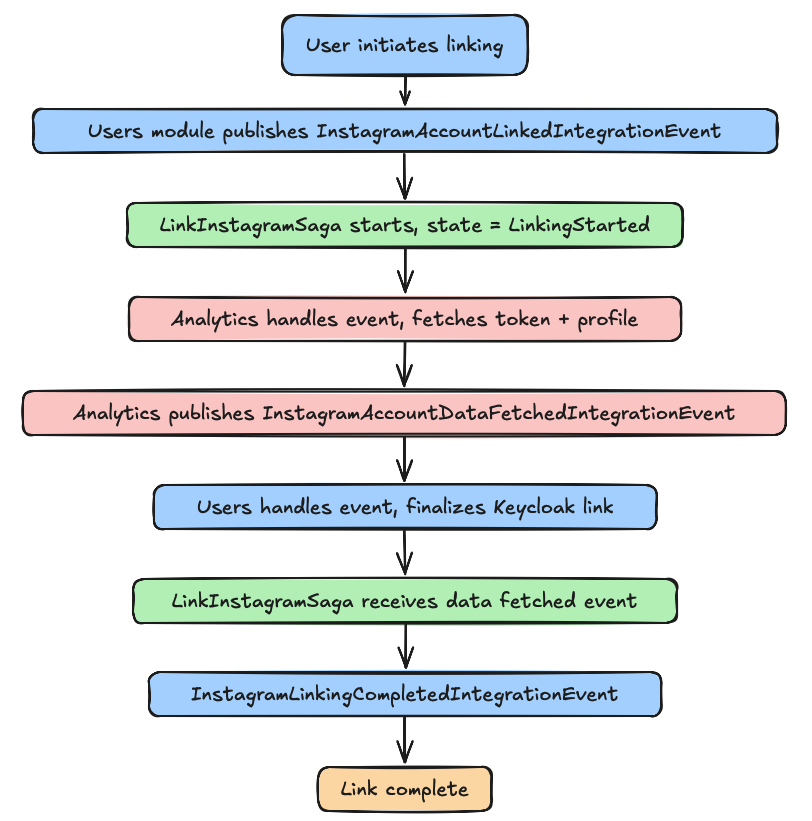 User initiates linking
Users module publishes InstagramAccountLinkedIntegrationEvent
LinkInstagramSaga starts, state = LinkingStarted
Analytics handles event, fetches token + profile
Analytics publishes InstagramAccountDataFetchedIntegrationEvent
Users handles event, finalizes Keycloak link
LinkInstagramSaga receives data fetched event
InstagramLinkingCompletedIntegrationEvent
Link complete